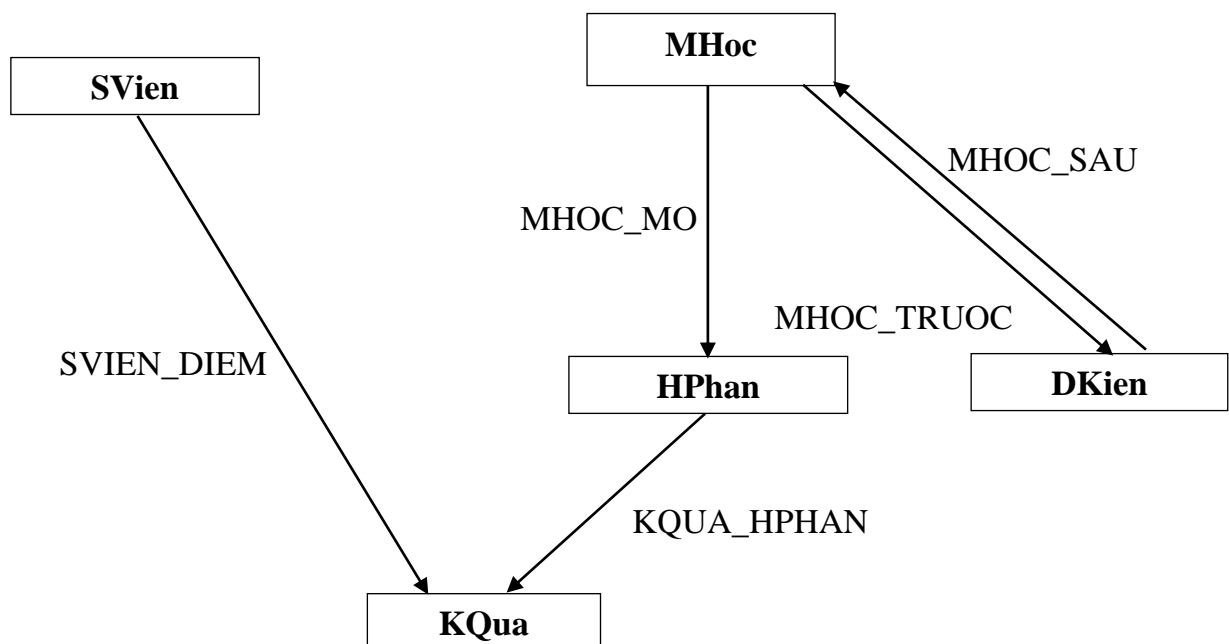 MHoc
SVien
MHOC_SAU
MHOC_MO
MHOC_TRUOC
SVIEN_DIEM
HPhan
DKien
KQUA_HPHAN
KQua